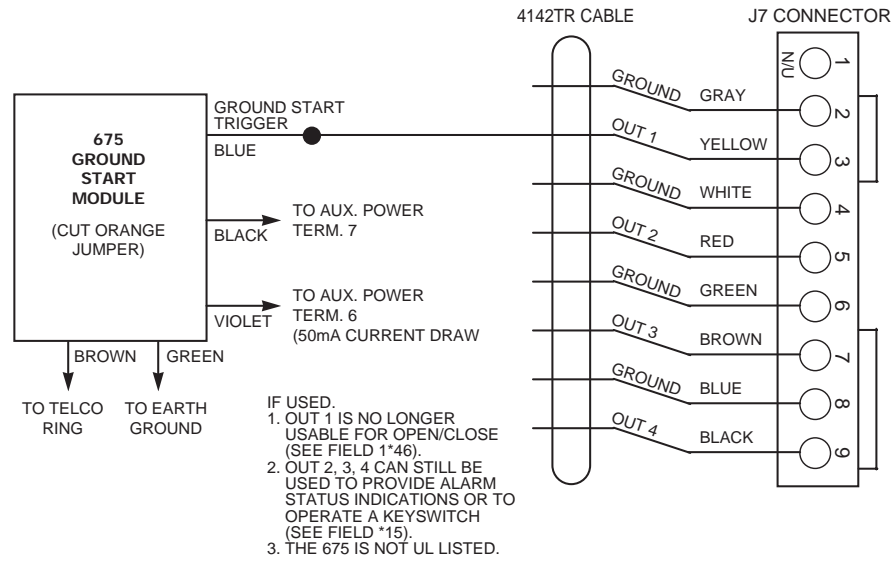 4142TR CABLE
J7 CONNECTOR
N/U
1
GROUND
GRAY
2
OUT 1
YELLOW
3
GROUND
WHITE
4
OUT 2
RED
5
GROUND
GREEN
6
OUT 3
BROWN
7
GROUND
BLUE
8
OUT 4
BLACK
9
675
GROUND
START
MODULE
(CUT ORANGE
JUMPER)
GROUND START
TRIGGER
BLUE
BLACK
TO AUX. POWER
TERM. 7
VIOLET
TO AUX. POWER
TERM. 6
(50mA CURRENT DRAW
BROWN
GREEN
TO TELCO
RING
TO EARTH
GROUND
IF USED.
1. OUT 1 IS NO LONGER
USABLE FOR OPEN/CLOSE
(SEE FIELD 1*46).
2. OUT 2, 3, 4 CAN STILL BE
USED TO PROVIDE ALARM
STATUS INDICATIONS OR TO
OPERATE A KEYSWITCH
(SEE FIELD *15).
3. THE 675 IS NOT UL LISTED.